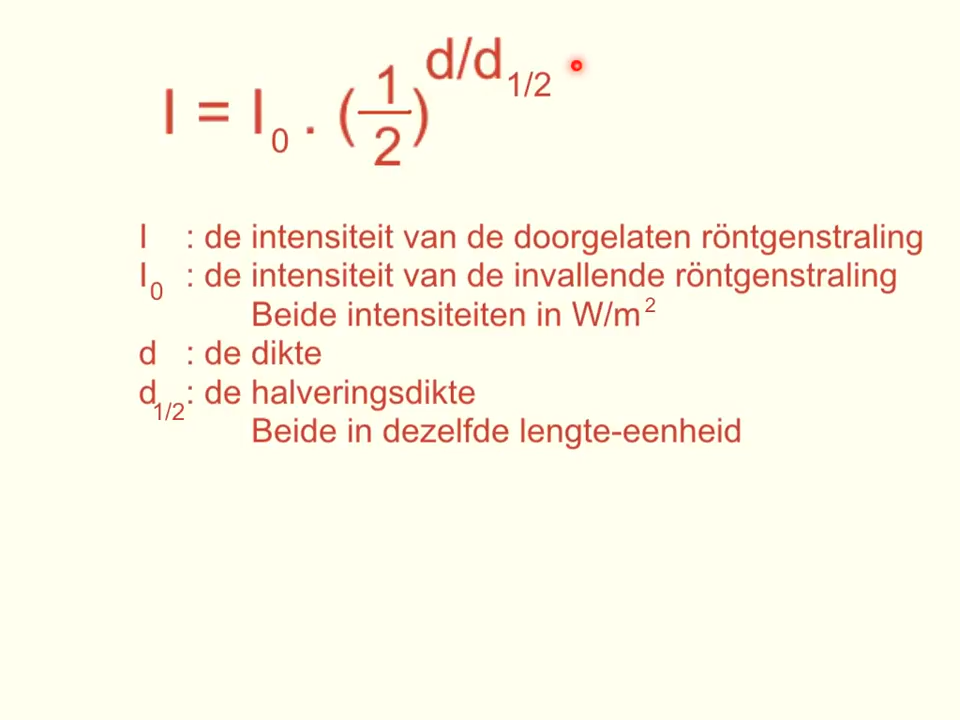 I = I₀ . (1/2)^(d/d₁/₂)
I : de intensiteit van de doorgelaten röntgenstraling
I₀ : de intensiteit van de invallende röntgenstraling
Beide intensiteiten in W/m²
d : de dikte
d₁/₂ : de halveringsdikte
Beide in dezelfde lengte-eenheid